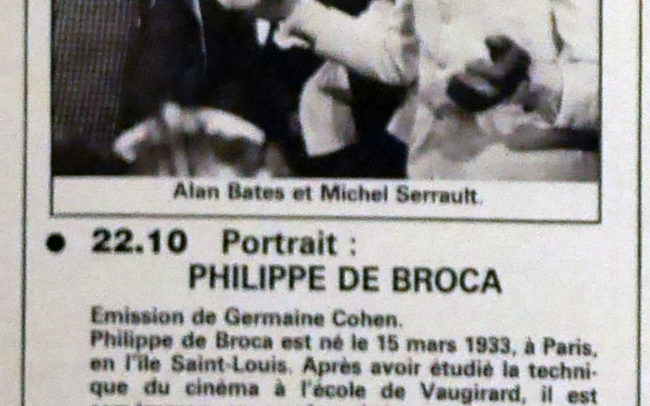 Alan Bates et Michel Serrault.
● 22.10 Portrait :
PHILIPPE DE BROCA
Emission de Germaine Cohen.
Philippe de Broca est né le 15 mars 1933, à Paris,
en l'île Saint-Louis. Après avoir étudié la techni-
que du cinéma à l'école de Vaugirard, il est